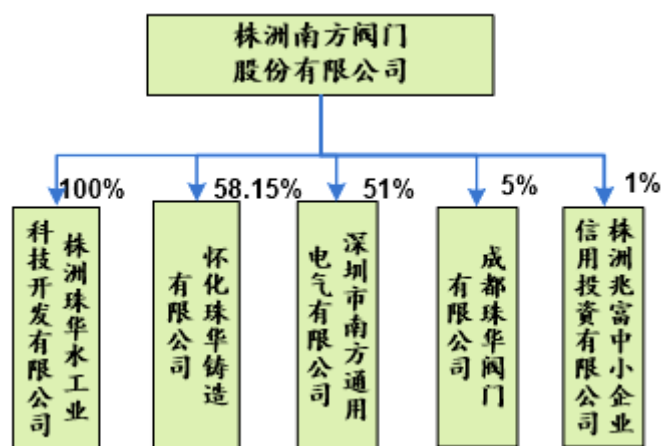 株洲南方阀门
股份有限公司
100%
58.15%
51%
5%
1%
株洲珠华水工业
科技开发有限公司
怀化珠华铸造
有限公司
深圳市南方通用
电气有限公司
成都珠华阀门
有限公司
株洲兆富中小企业
信用投资有限公司